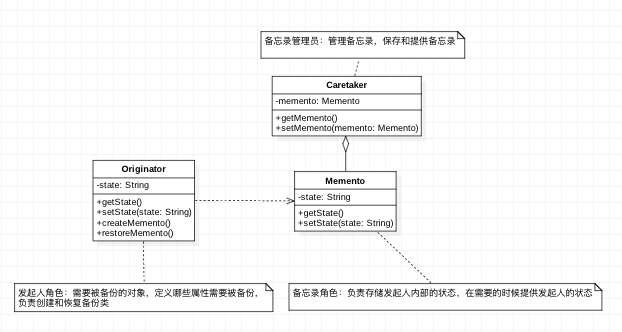 备忘录管理员：管理备忘录，保存和提供备忘录
Caretaker
-memento: Memento
+getMemento()
+setMemento(memento: Memento)
Originator
-state: String
+getState()
+setState(state: String)
+createMemento()
+restoreMemento()
Memento
-state: String
+getState()
+setState(state: String)
发起人角色：需要被备份的对象，定义哪些属性需要被备份，
负责创建和恢复备份类
备忘录角色：负责存储发起人内部的状态，在需要的时候提供发起人的状态